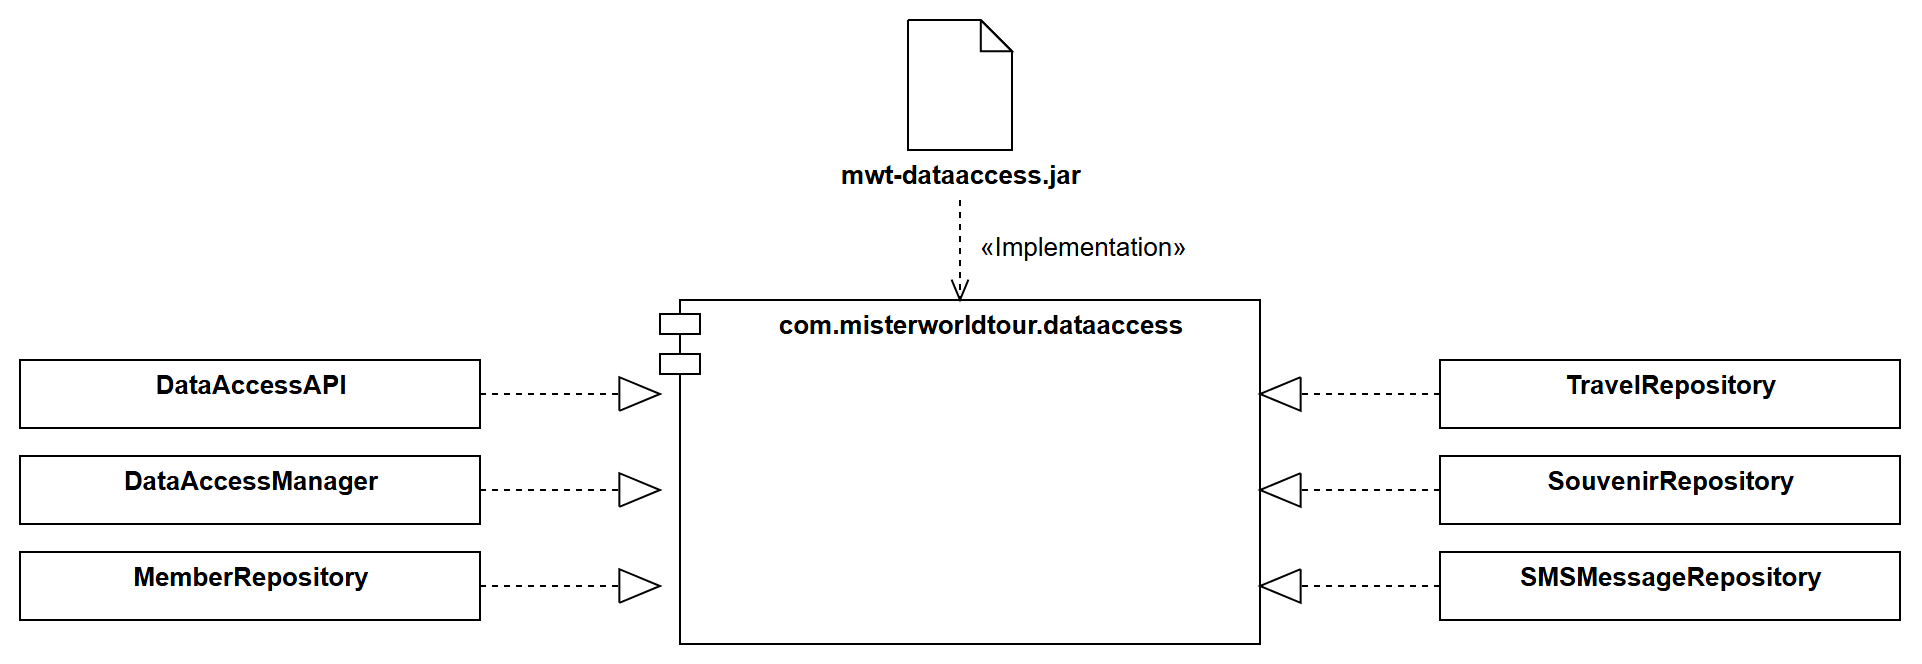 mwt-dataaccess.jar
«Implementation»
com.misterworldtour.dataaccess
DataAccessAPI
DataAccessManager
MemberRepository
TravelRepository
SouvenirRepository
SMSMessageRepository